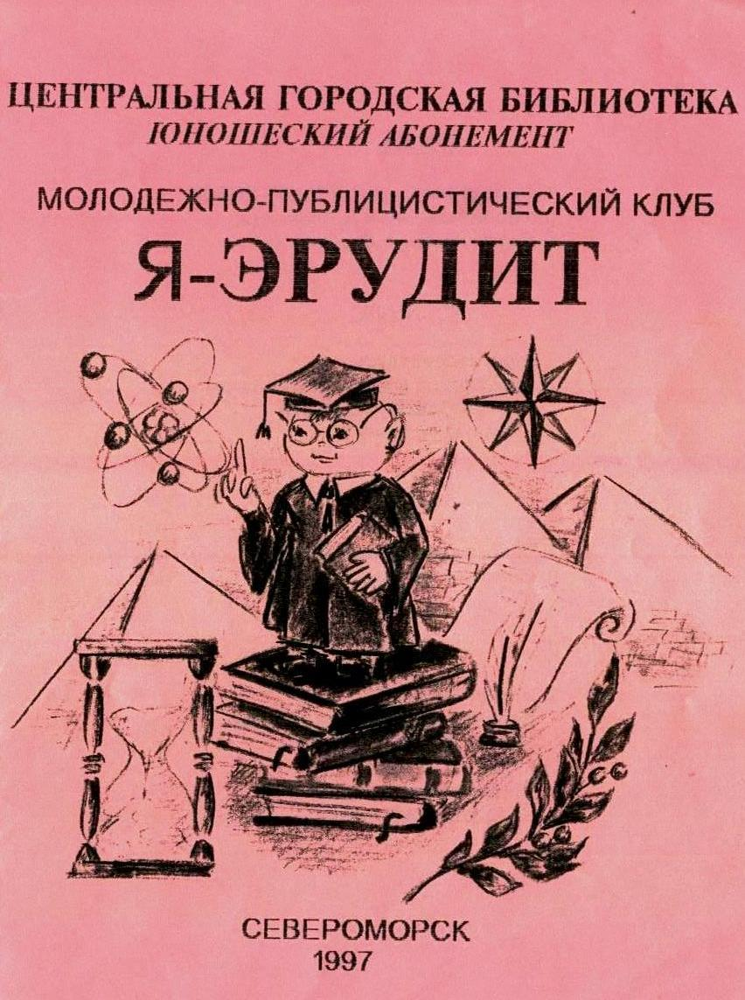 ЦЕНТРАЛЬНАЯ ГОРОДСКАЯ БИБЛИОТЕКА
ЮНОШЕСКИЙ АБОНЕМЕНТ
МОЛОДЕЖНО-ПУБЛИЦИСТИЧЕСКИЙ КЛУБ
Я-ЭРУДИТ
СЕВЕРОМОРСК
1997